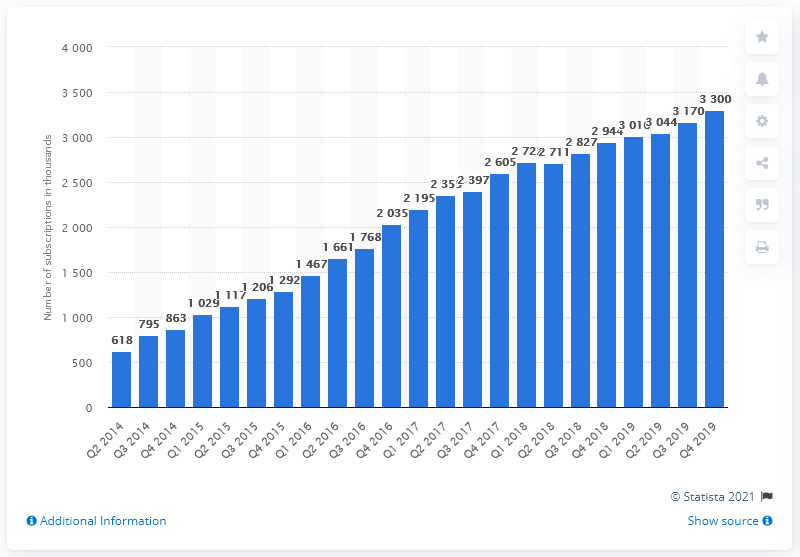 4 000
3 500
3 000
2 500
2 000
1 500
1 000
500
0
Number of subscriptions in thousands
618
795
863
1 029
1 117
1 206
1 292
1 467
1 661
1 768
2 035
2 195
2 397
2 605
2 711
2 827
2 944
3 044
3 170
3 300
Q2 2014
Q3 2014
Q4 2014
Q1 2015
Q2 2015
Q3 2015
Q4 2015
Q1 2016
Q2 2016
Q3 2016
Q4 2016
Q1 2017
Q2 2017
Q3 2017
Q4 2017
Q1 2018
Q2 2018
Q3 2018
Q4 2018
Q1 2019
Q2 2019
Q3 2019
Q4 2019
© Statista 2021
Additional Information
Show source